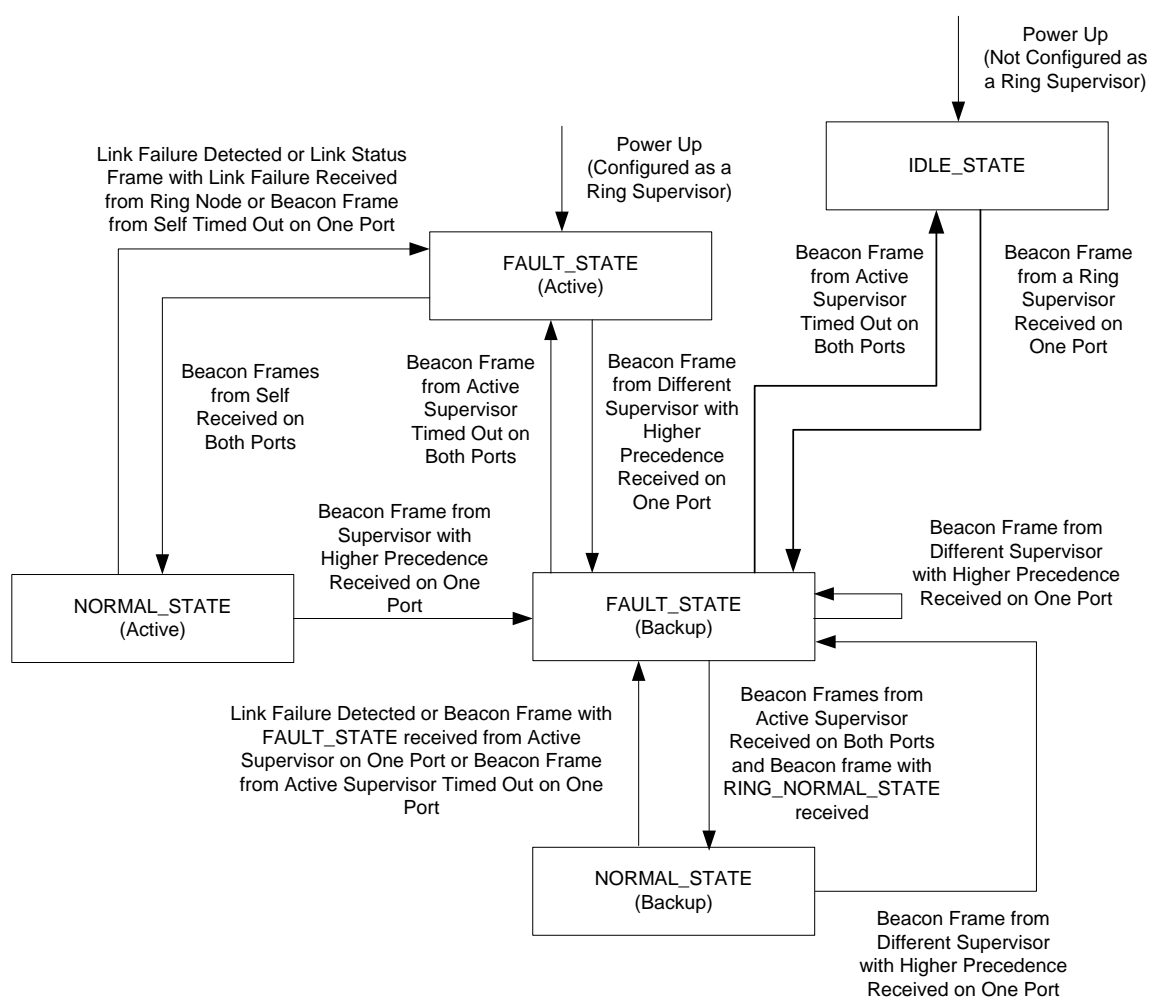 Power Up
(Not Configured as
a Ring Supervisor)
IDLE_STATE
Power Up
(Configured as a
Ring Supervisor)
Link Failure Detected or Link Status
Frame with Link Failure Received
from Ring Node or Beacon Frame
from Self Timed Out on One Port
FAULT_STATE
(Active)
Beacon Frame
from Active
Supervisor
Timed Out on
Both Ports
Beacon Frame
from a Ring
Supervisor
Received on
One Port
Beacon Frames
from Self
Received on
Both Ports
Beacon Frame
from Active
Supervisor
Timed Out on
Both Ports
Beacon Frame
from Different
Supervisor with
Higher
Precedence
Received on
One Port
Beacon Frame from
Supervisor with
Higher Precedence
Received on One
Port
Beacon Frame from
Different Supervisor
with Higher Precedence
Received on One Port
NORMAL_STATE
(Active)
FAULT_STATE
(Backup)
Link Failure Detected or Beacon Frame with
FAULT_STATE received from Active
Supervisor on One Port or Beacon Frame
from Active Supervisor Timed Out on One
Port
Beacon Frames from
Active Supervisor
Received on Both Ports
and Beacon frame with
RING_NORMAL_STATE
received
NORMAL_STATE
(Backup)
Beacon Frame from
Different Supervisor
with Higher Precedence
Received on One Port